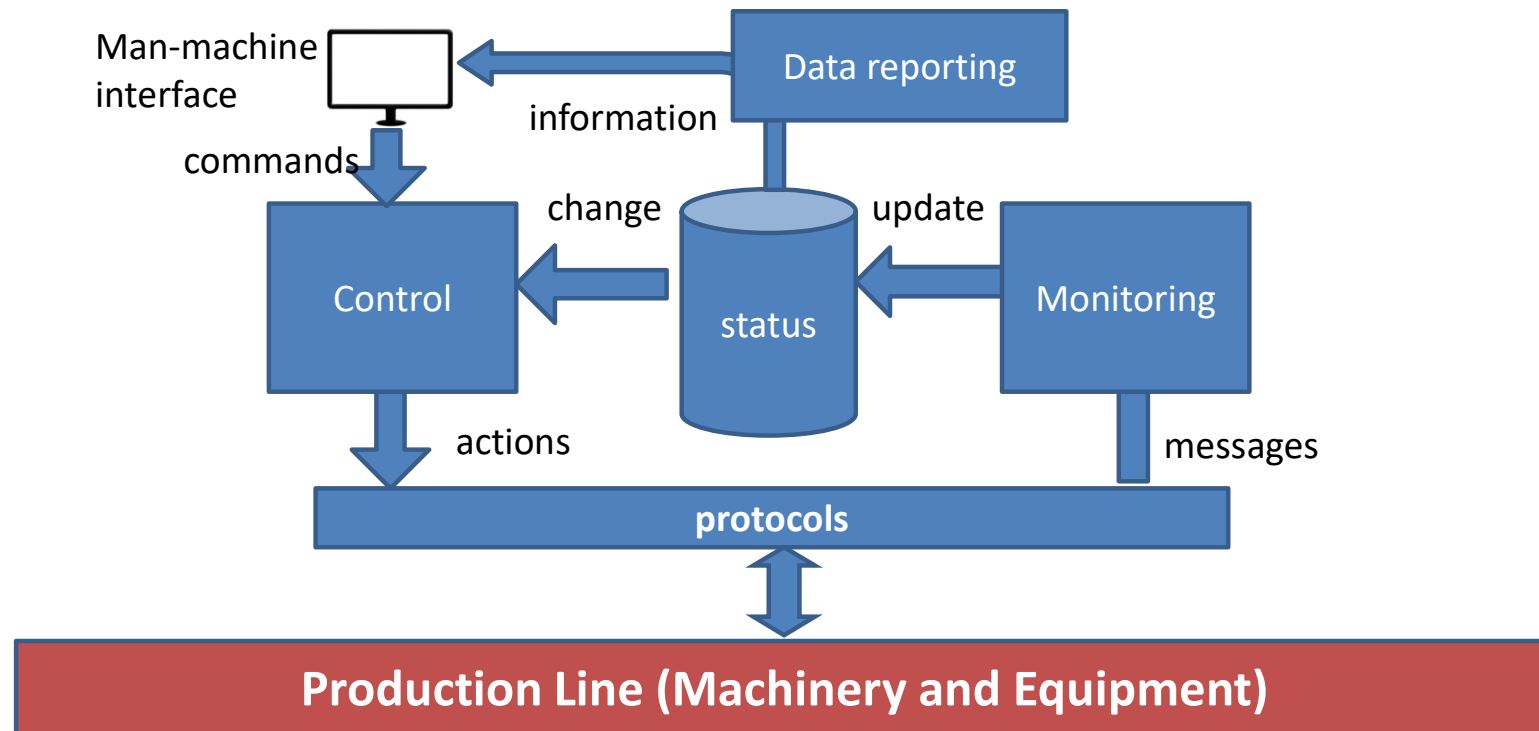 Man-machine
interface
Data reporting
information
commands
change
update
Control
status
Monitoring
actions
messages
protocols
Production Line (Machinery and Equipment)